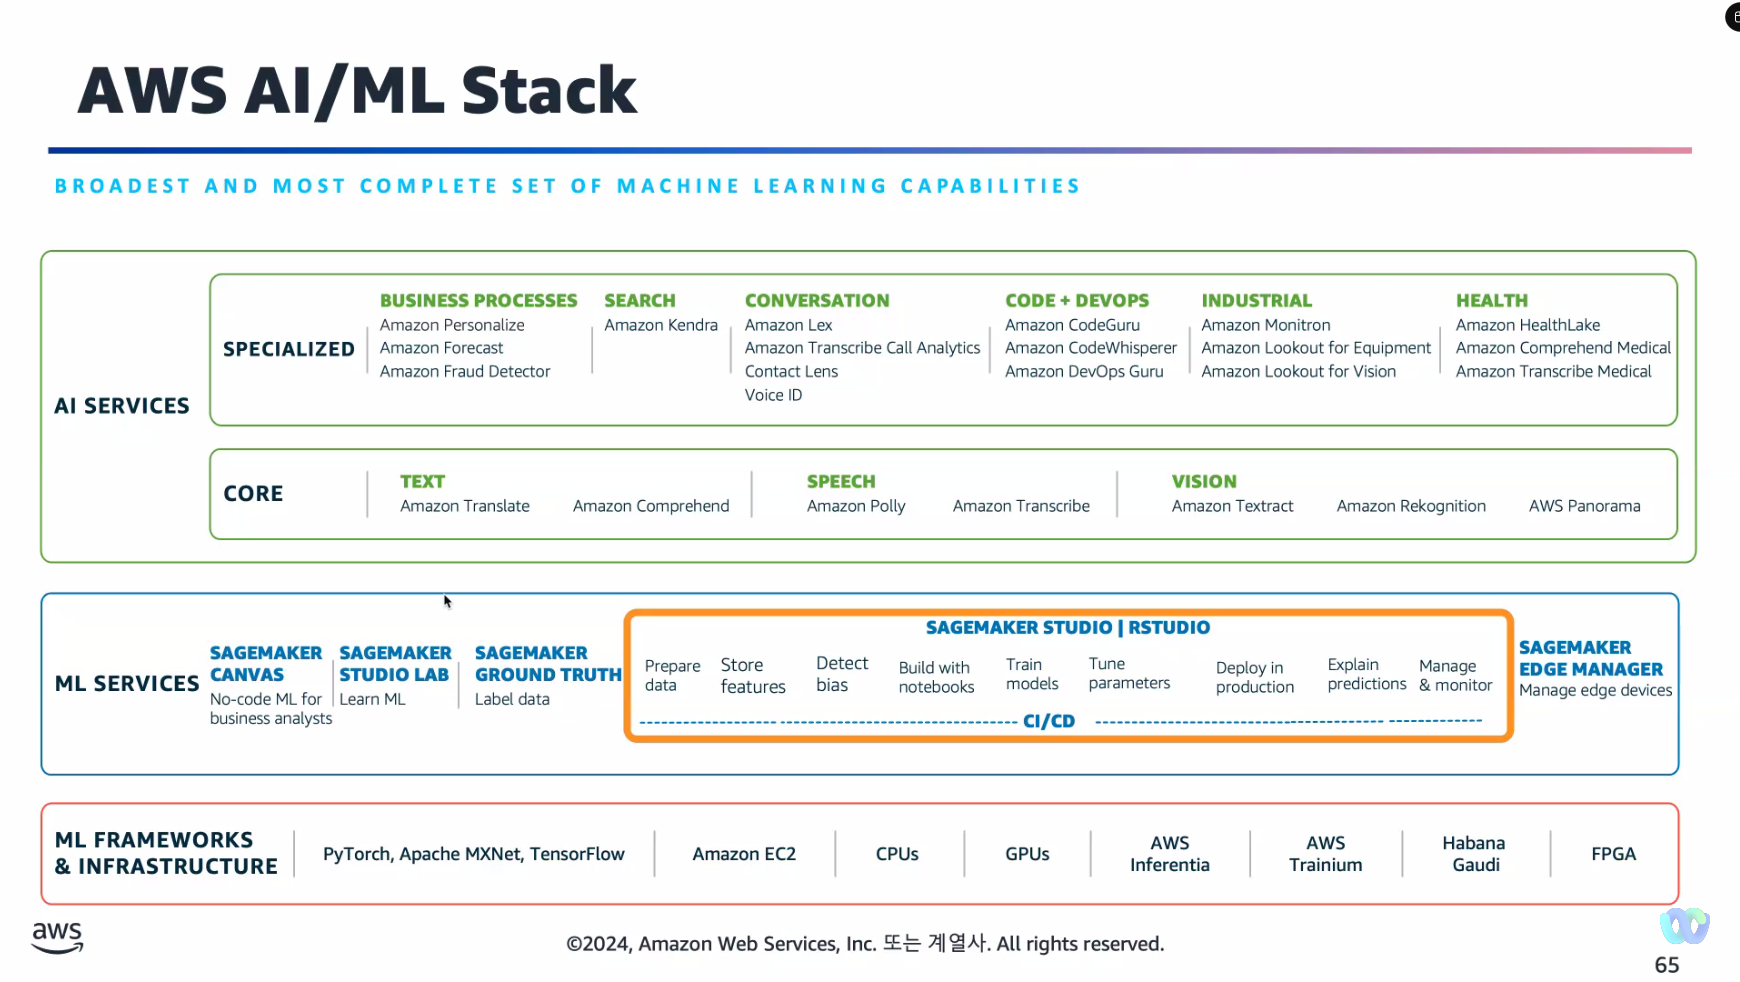 AWS AI/ML Stack
BROADEST AND MOST COMPLETE SET OF MACHINE LEARNING CAPABILITIES
AI SERVICES
SPECIALIZED
BUSINESS PROCESSES
Amazon Personalize
Amazon Forecast
Amazon Fraud Detector
SEARCH
Amazon Kendra
CONVERSATION
Amazon Lex
Amazon Transcribe Call Analytics
Contact Lens
Voice ID
CODE + DEVOPS
Amazon CodeGuru
Amazon CodeWhisperer
Amazon DevOps Guru
INDUSTRIAL
Amazon Monitron
Amazon Lookout for Equipment
Amazon Lookout for Vision
HEALTH
Amazon HealthLake
Amazon Comprehend Medical
Amazon Transcribe Medical
CORE
TEXT
Amazon Translate
Amazon Comprehend
SPEECH
Amazon Polly
Amazon Transcribe
VISION
Amazon Textract
Amazon Rekognition
AWS Panorama
ML SERVICES
SAGEMAKER
CANVAS
No-code ML for
business analysts
SAGEMAKER
STUDIO LAB
Learn ML
SAGEMAKER
GROUND TRUTH
Label data
SAGEMAKER STUDIO | RSTUDIO
Prepare
data
Store
features
Detect
bias
Build with
notebooks
Train
models
Tune
parameters
Deploy in
production
Explain
predictions
Manage
& monitor
CI/CD
SAGEMAKER
EDGE MANAGER
Manage edge devices
ML FRAMEWORKS
& INFRASTRUCTURE
PyTorch, Apache MXNet, TensorFlow
Amazon EC2
CPUs
GPUs
AWS
Inferentia
AWS
Trainium
Habana
Gaudi
FPGA
aws
©2024, Amazon Web Services, Inc. 또는 계열사. All rights reserved.
65